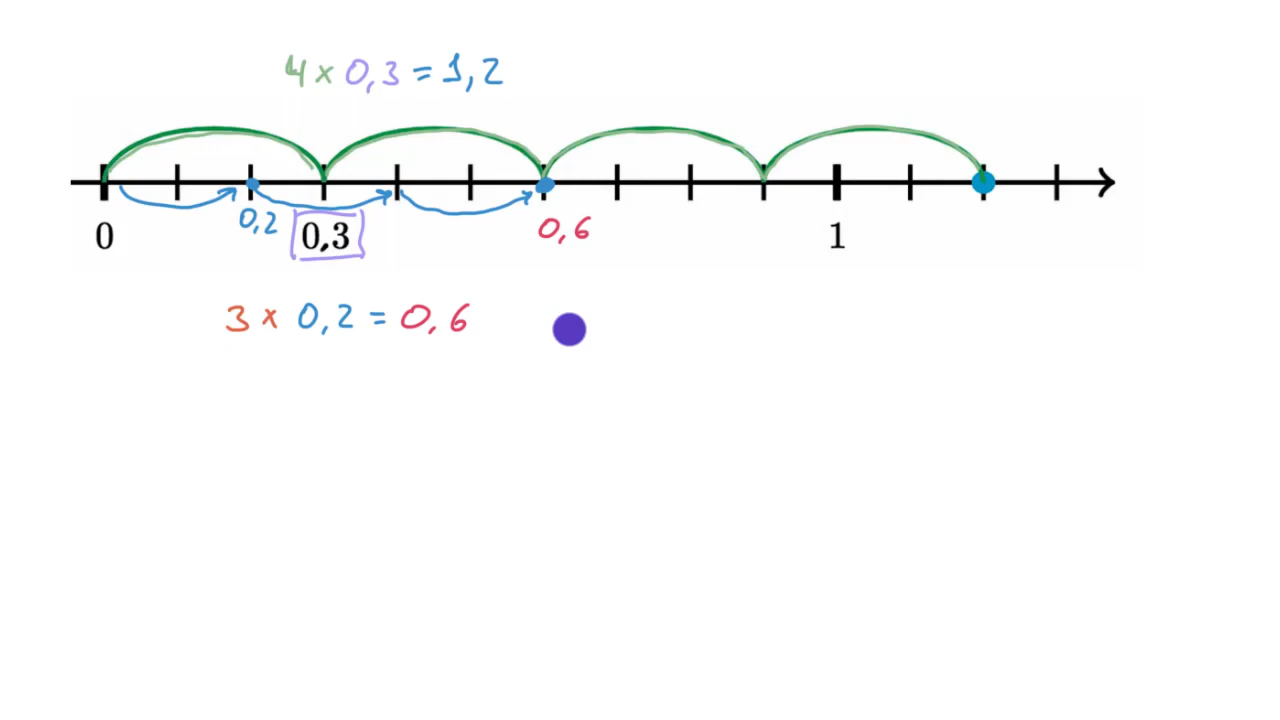 4 × 0,3 = 1,2
0,2 0,6
0 0,3 1
3 × 0,2 = 0,6